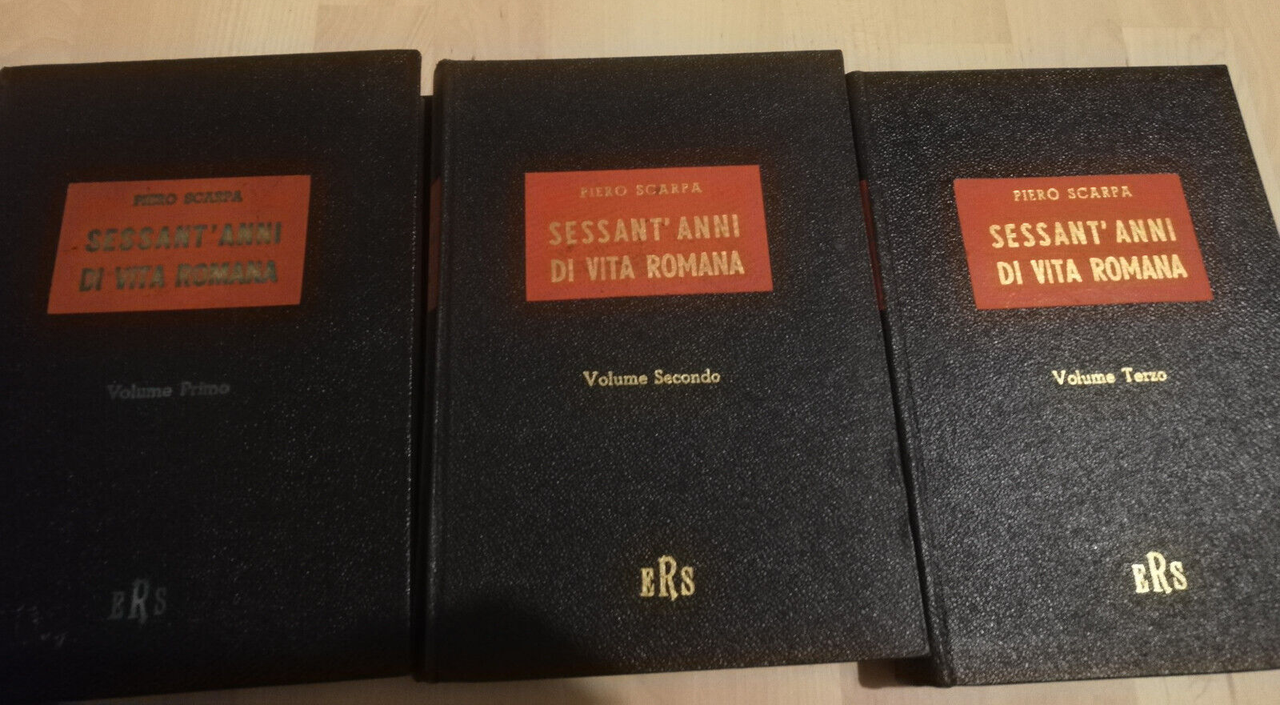 PIERO SCARPA
SESSANT'ANNI
DI VITA ROMANA
Volume Primo
ERS
PIERO SCARPA
SESSANT'ANNI
DI VITA ROMANA
Volume Secondo
ERS
PIERO SCARPA
SESSANT'ANNI
DI VITA ROMANA
Volume Terzo
ERS